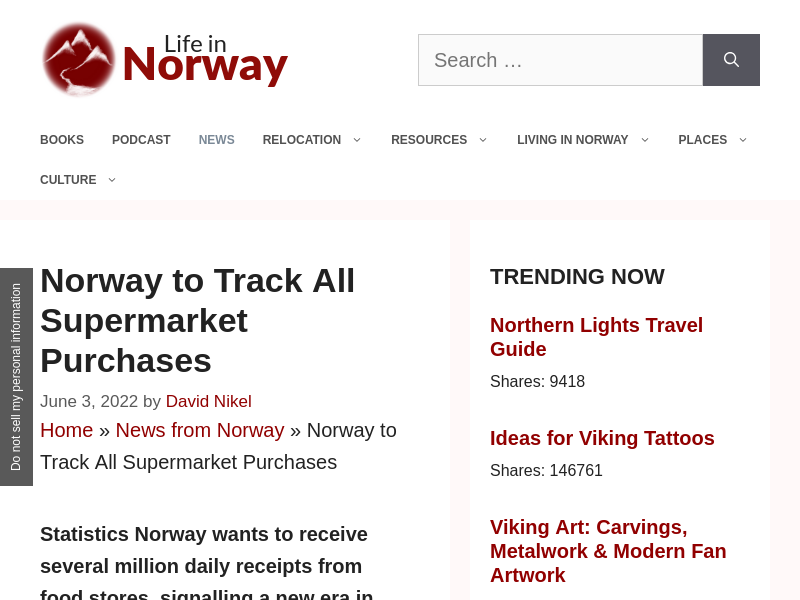 Life in
Norway
Search …
BOOKS PODCAST NEWS RELOCATION RESOURCES LIVING IN NORWAY PLACES
CULTURE
Do not sell my personal information
Norway to Track All
Supermarket
Purchases
June 3, 2022 by David Nikel
Home » News from Norway » Norway to
Track All Supermarket Purchases
Statistics Norway wants to receive
several million daily receipts from
food stores, signalling a new era in
TRENDING NOW
Northern Lights Travel
Guide
Shares: 9418
Ideas for Viking Tattoos
Shares: 146761
Viking Art: Carvings,
Metalwork & Modern Fan
Artwork